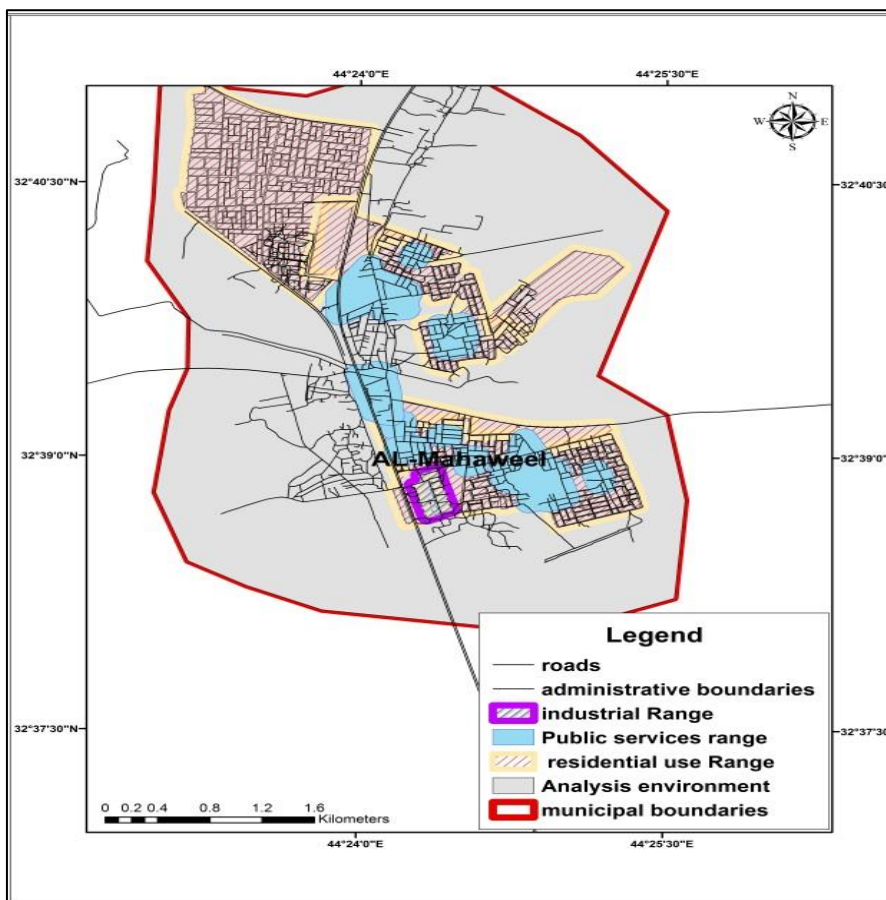 44°24'0"E 44°25'30"E
N
W E
S
32°40'30"N 32°40'30"N
32°39'0"N 32°39'0"N
AL-Mahaweel
Legend
roads
administrative boundaries
industrial Range
Public services range
residential use Range
Analysis environment
municipal boundaries
32°37'30"N 32°37'30"
0 0.2 0.4 0.8 1.2 1.6
Kilometers
44°24'0"E 44°25'30"E